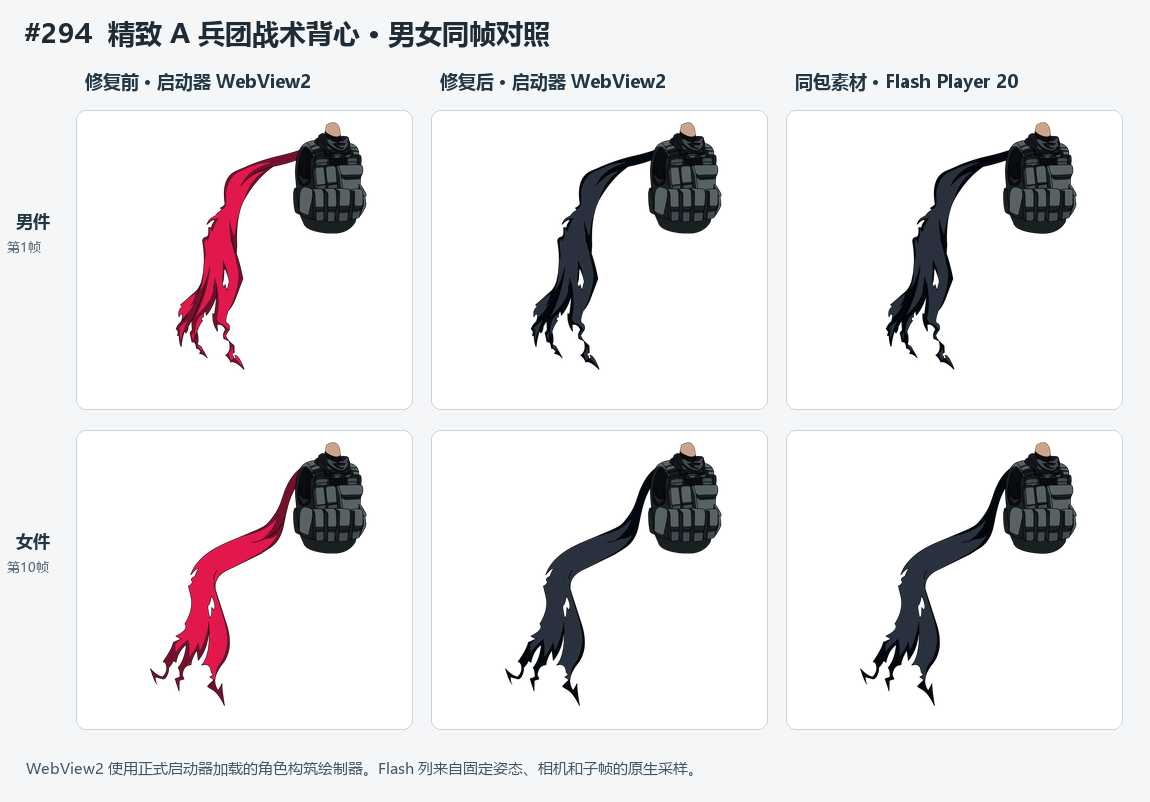 #294 精致 A 兵团战术背心 • 男女同帧对照
修复前 • 启动器 WebView2
修复后 • 启动器 WebView2
同包素材 • Flash Player 20
男件
第1帧
女件
第10帧
WebView2 使用正式启动器加载的角色构筑绘制器。Flash 列来自固定姿态、相机和子帧的原生采样。